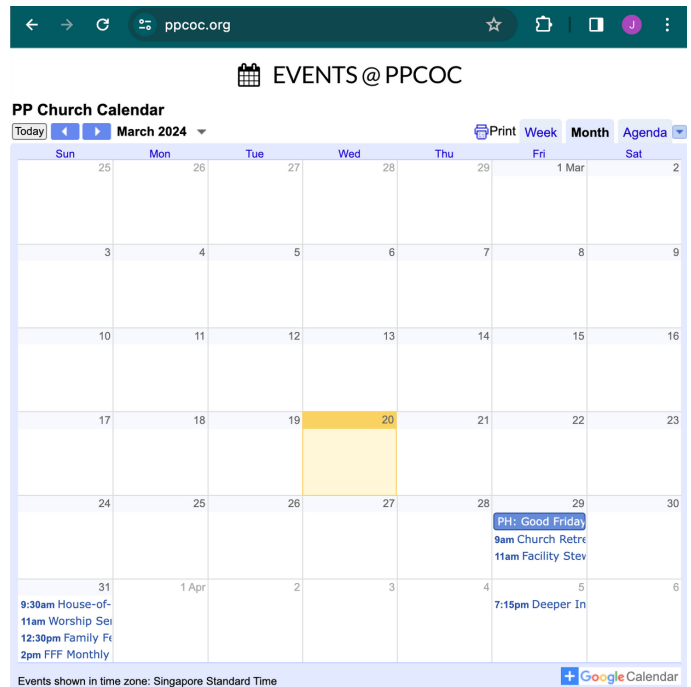 ppcoc.org
J
EVENTS @ PPCOC
PP Church Calendar
Today March 2024 Print Week Month Agenda
Sun Mon Tue Wed Thu Fri Sat
25 26 27 28 29 1 Mar 2
3 4 5 6 7 8 9
10 11 12 13 14 15 16
17 18 19 20 21 22 23
24 25 26 27 28 29 30
PH: Good Friday
9am Church Retre
11am Facility Stew
31 1 Apr 2 3 4 5 6
9:30am House-of- 7:15pm Deeper In
11am Worship Ser
12:30pm Family Fe
2pm FFF Monthly
Events shown in time zone: Singapore Standard Time
Google Calendar